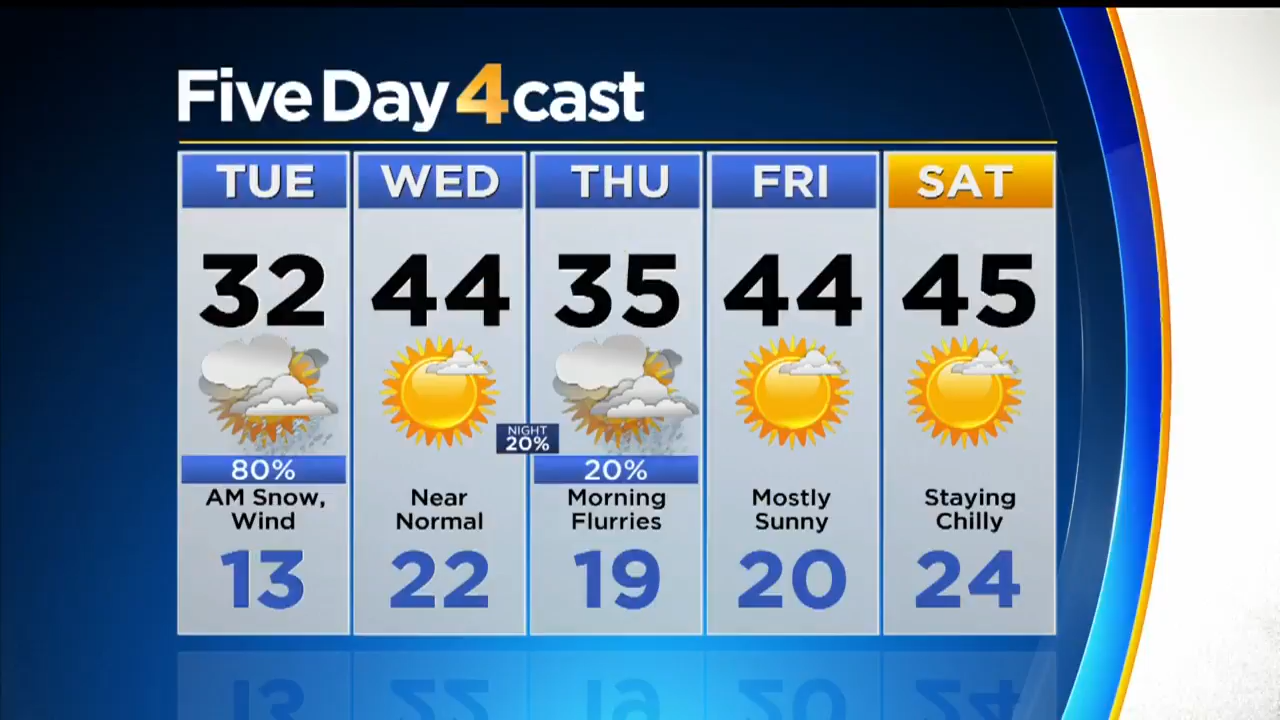 Five Day 4cast
TUE WED THU FRI SAT
32 44 35 44 45
NIGHT
20%
80% 20%
AM Snow, Near Morning Mostly Staying
Wind Normal Flurries Sunny Chilly
13 22 19 20 24